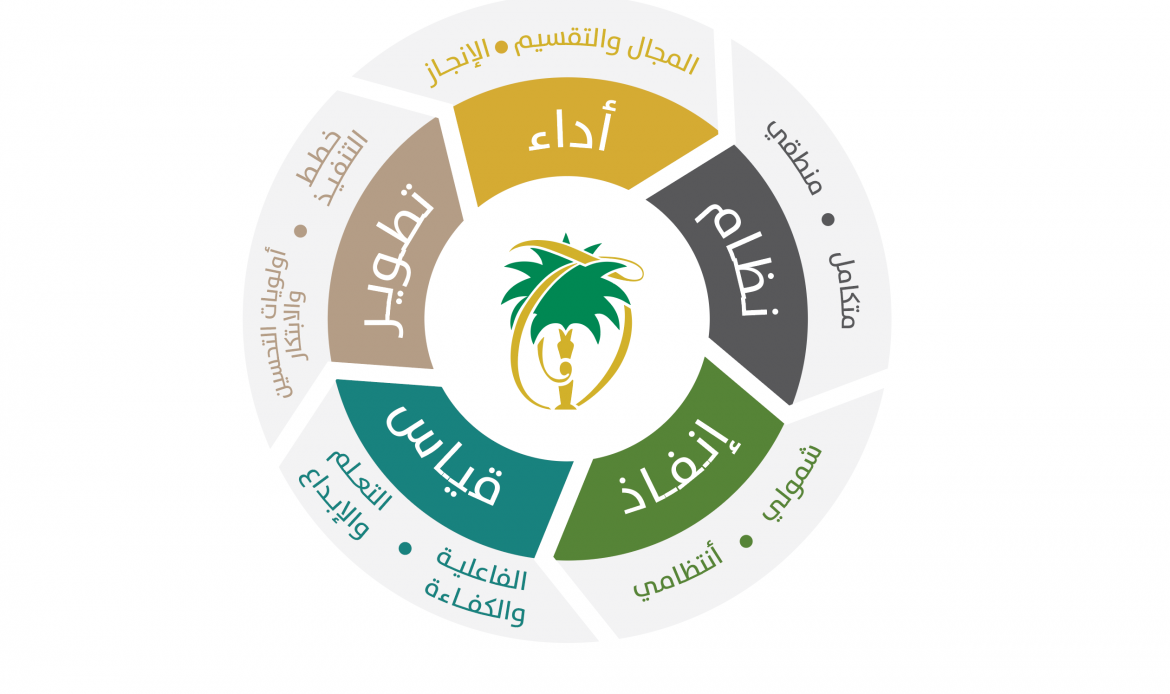 أداء
المجال والتقسيم • الإنجاز
نظام
منطقي • متكامل
إنفاذ
شمولي • أنتظامي
قياس
الفاعلية
والكفاءة
•
التعلم
والإبداع
تطوير
أولويات التحسين
والابتكار
•
خطط
التنفيذ